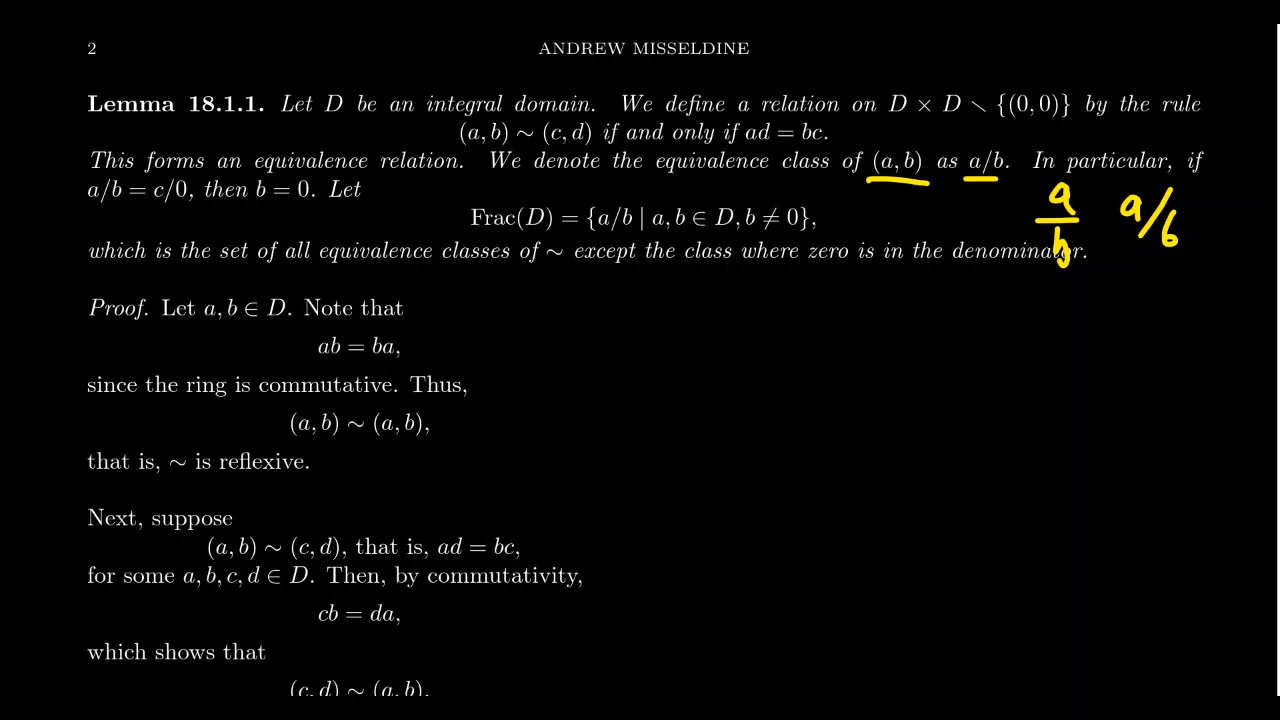 2 ANDREW MISSELDINE
Lemma 18.1.1. Let D be an integral domain. We define a relation on D × D ∖ {(0, 0)} by the rule
(a, b) ∼ (c, d) if and only if ad = bc.
This forms an equivalence relation. We denote the equivalence class of (a, b) as a/b. In particular, if
a/b = c/0, then b = 0. Let
a/b a/b
Frac(D) = {a/b | a, b ∈ D, b ≠ 0},
which is the set of all equivalence classes of ∼ except the class where zero is in the denominator.
Proof. Let a, b ∈ D. Note that
ab = ba,
since the ring is commutative. Thus,
(a, b) ∼ (a, b),
that is, ∼ is reflexive.
Next, suppose
(a, b) ∼ (c, d), that is, ad = bc,
for some a, b, c, d ∈ D. Then, by commutativity,
cb = da,
which shows that
(c, d) ∼ (a, b).